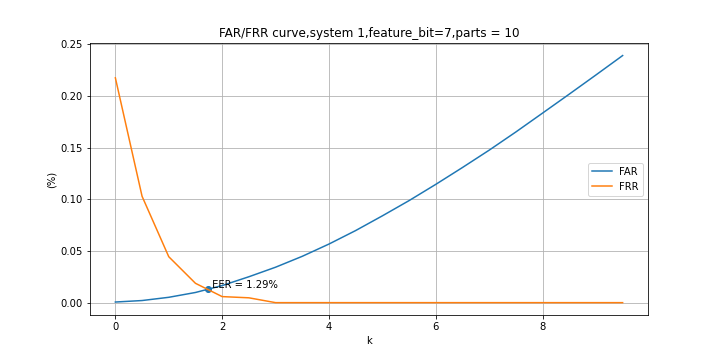 FAR/FRR curve,system 1,feature_bit=7,parts = 10
0.25
0.20
0.15
0.10
0.05
0.00
(%)
FAR
FRR
EER = 1.29%
0 2 4 6 8
k